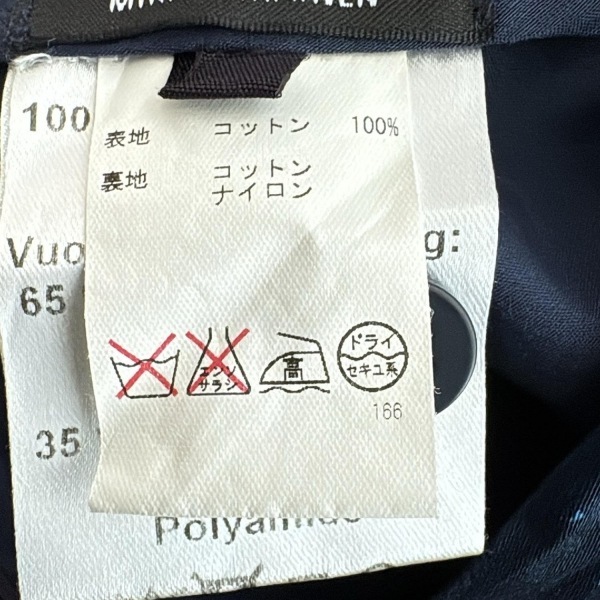 100
表地 コットン 100%
裏地 コットン
ナイロン
Vuo
g:
65
エンソ
サラシ
高
ドライ
セキユ系
166
35
Polyamide